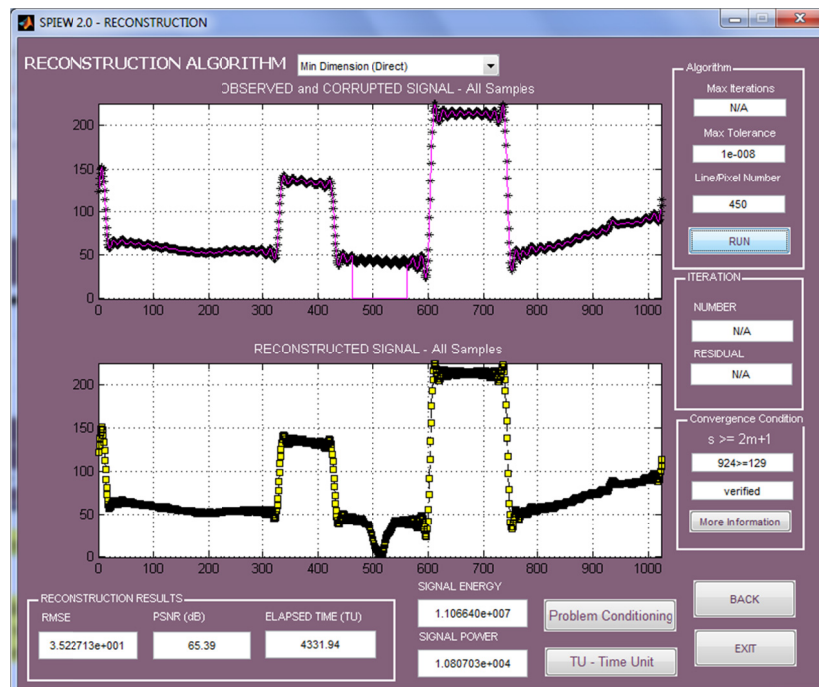 SPIEW 2.0 - RECONSTRUCTION
RECONSTRUCTION ALGORITHM
Min Dimension (Direct)
OBSERVED and CORRUPTED SIGNAL - All Samples
200
150
100
50
0
0 100 200 300 400 500 600 700 800 900 1000
RECONSTRUCTED SIGNAL - All Samples
200
150
100
50
0
0 100 200 300 400 500 600 700 800 900 1000
Algorithm
Max Iterations
N/A
Max Tolerance
1e-008
Line/Pixel Number
450
RUN
ITERATION
NUMBER
N/A
RESIDUAL
N/A
Convergence Condition
s >= 2m+1
924>=129
verified
More Information
RECONSTRUCTION RESULTS
RMSE PSNR (dB) ELAPSED TIME (TU)
3.522713e+001 65.39 4331.94
SIGNAL ENERGY
1.106640e+007
SIGNAL POWER
1.080703e+004
Problem Conditioning
TU - Time Unit
BACK
EXIT